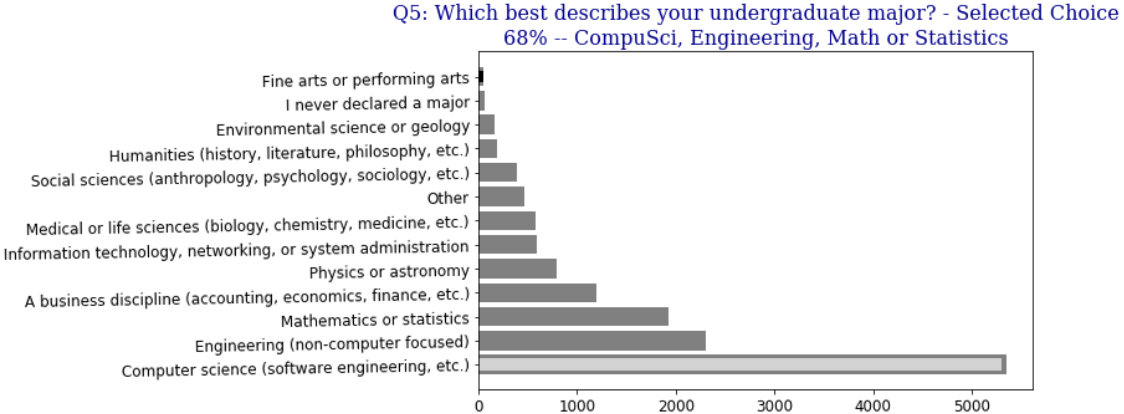 Q5: Which best describes your undergraduate major? - Selected Choice
68% -- CompuSci, Engineering, Math or Statistics
Fine arts or performing arts
I never declared a major
Environmental science or geology
Humanities (history, literature, philosophy, etc.)
Social sciences (anthropology, psychology, sociology, etc.)
Other
Medical or life sciences (biology, chemistry, medicine, etc.)
Information technology, networking, or system administration
Physics or astronomy
A business discipline (accounting, economics, finance, etc.)
Mathematics or statistics
Engineering (non-computer focused)
Computer science (software engineering, etc.)
0 1000 2000 3000 4000 5000